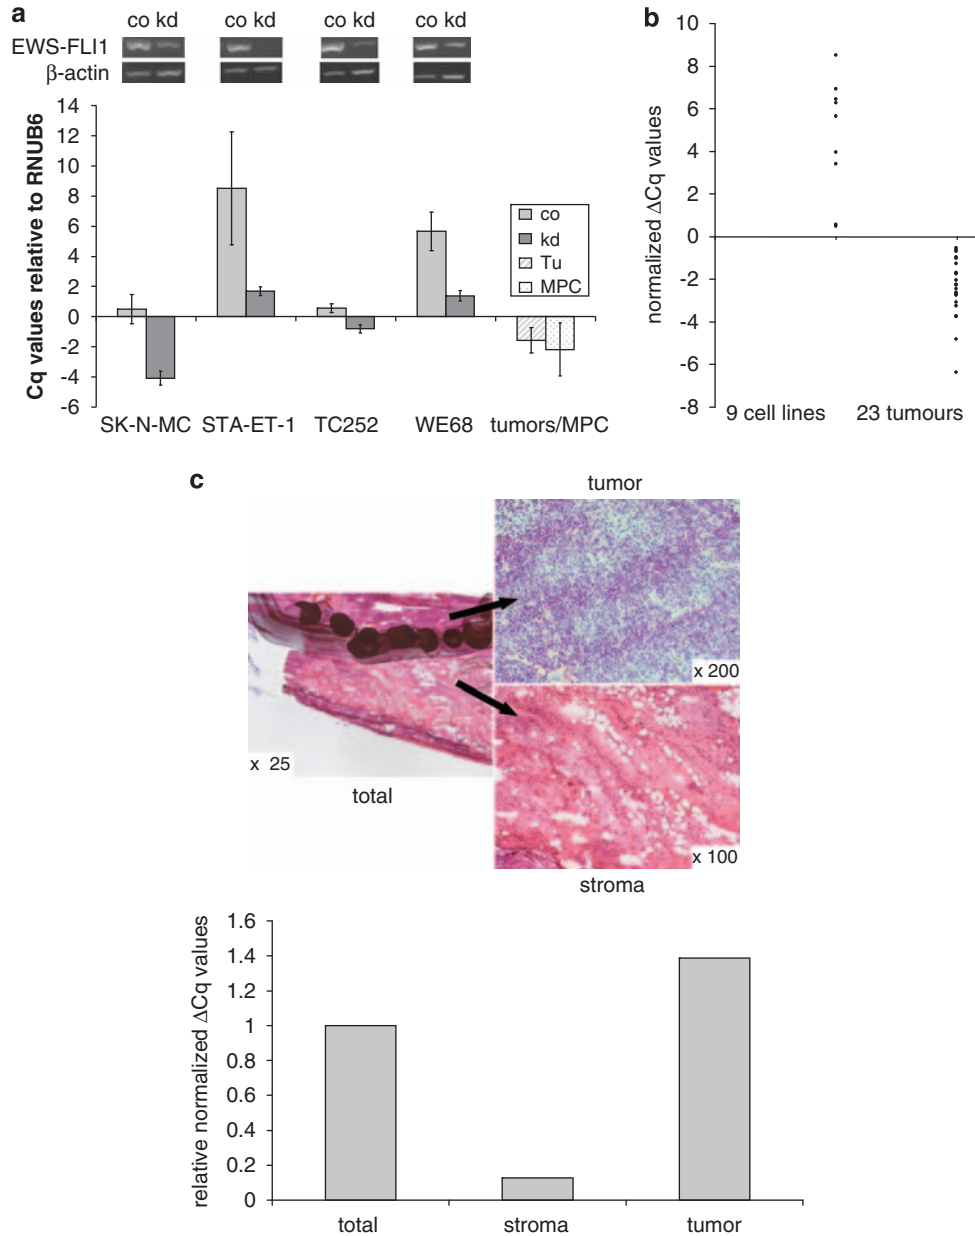 a
co kd co kd co kd co kd
EWS-FLI1
β-actin
Cq values relative to RNUB6
14
12
10
8
6
4
2
0
-2
-4
-6
co
kd
Tu
MPC
SK-N-MC STA-ET-1 TC252 WE68 tumors/MPC
b
normalized ΔCq values
10
8
6
4
2
0
-2
-4
-6
-8
9 cell lines 23 tumours
c
tumor
x 200
x 25
total
x 100
stroma
relative normalized ΔCq values
1.6
1.4
1.2
1
0.8
0.6
0.4
0.2
0
total stroma tumor